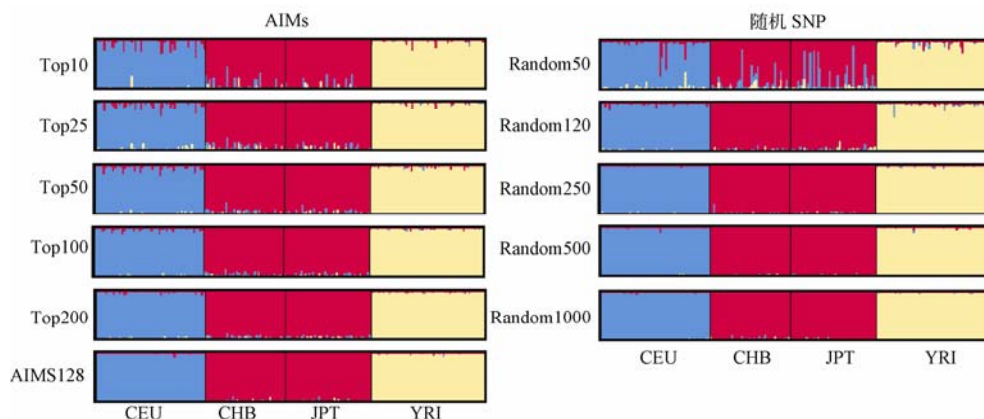 AIMs
Top10
Top25
Top50
Top100
Top200
AIMS128
CEU CHB JPT YRI
随机 SNP
Random50
Random120
Random250
Random500
Random1000
CEU CHB JPT YRI